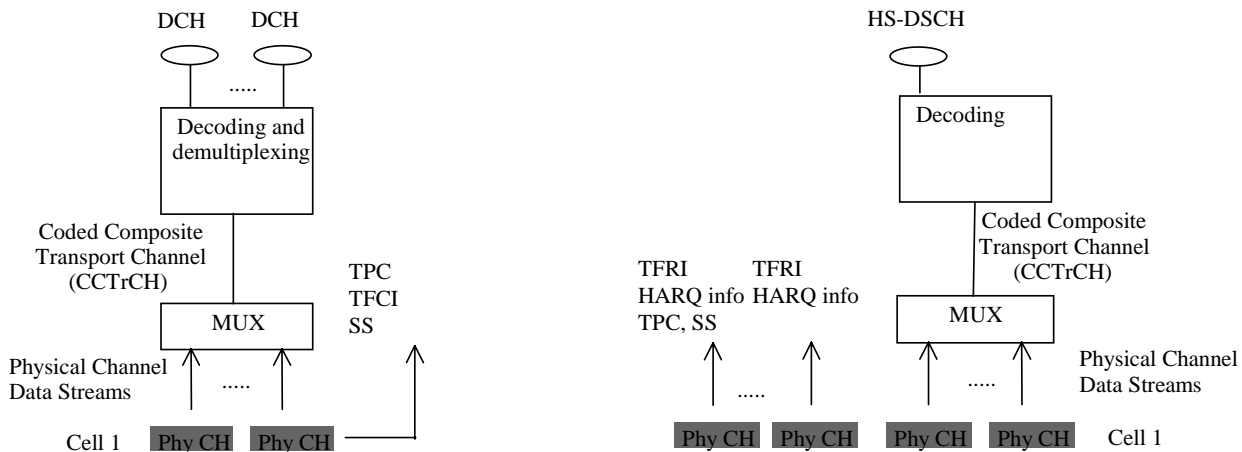 DCH DCH
.....
Decoding and
demultiplexing
Coded Composite
Transport Channel
(CCTrCH)
TPC
TFCI
SS
MUX
Physical Channel
Data Streams
.....
Cell 1 Phy CH Phy CH
HS-DSCH
Decoding
Coded Composite
Transport Channel
(CCTrCH)
TFRI
HARQ info
TPC, SS
TFRI
HARQ info
MUX
Physical Channel
Data Streams
.....
.....
Phy CH Phy CH Phy CH Phy CH Cell 1